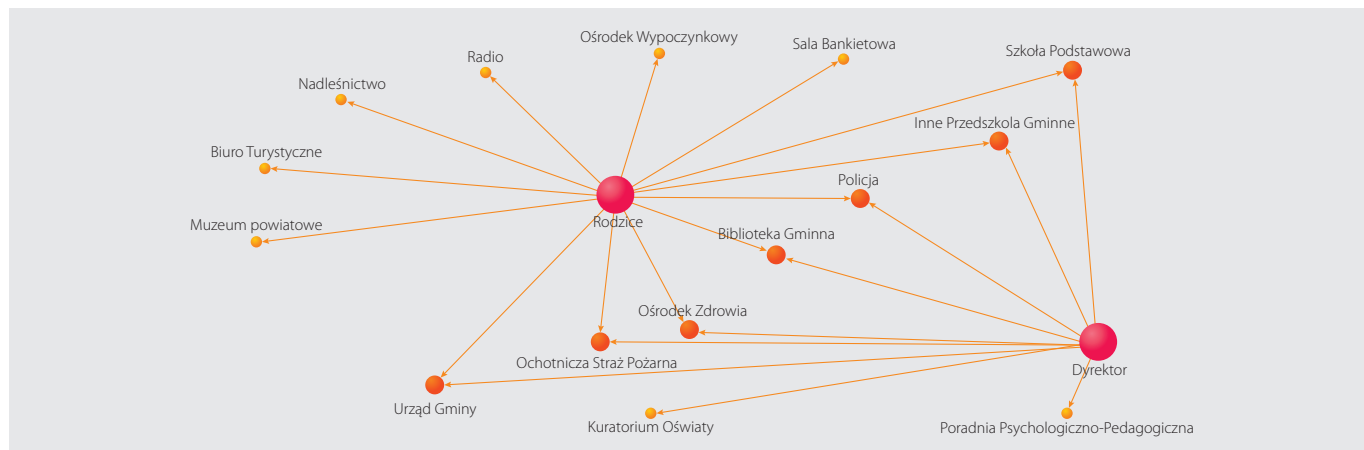 Ośrodek Wypoczynkowy
Sala Bankietowa
Szkoła Podstawowa
Radio
Nadleśnictwo
Inne Przedszkola Gminne
Biuro Turystyczne
Policja
Muzeum powiatowe
Rodzice
Biblioteka Gminna
Ośrodek Zdrowia
Ochotnicza Straż Pożarna
Dyrektor
Urząd Gminy
Kuratorium Oświaty
Poradnia Psychologiczno-Pedagogiczna